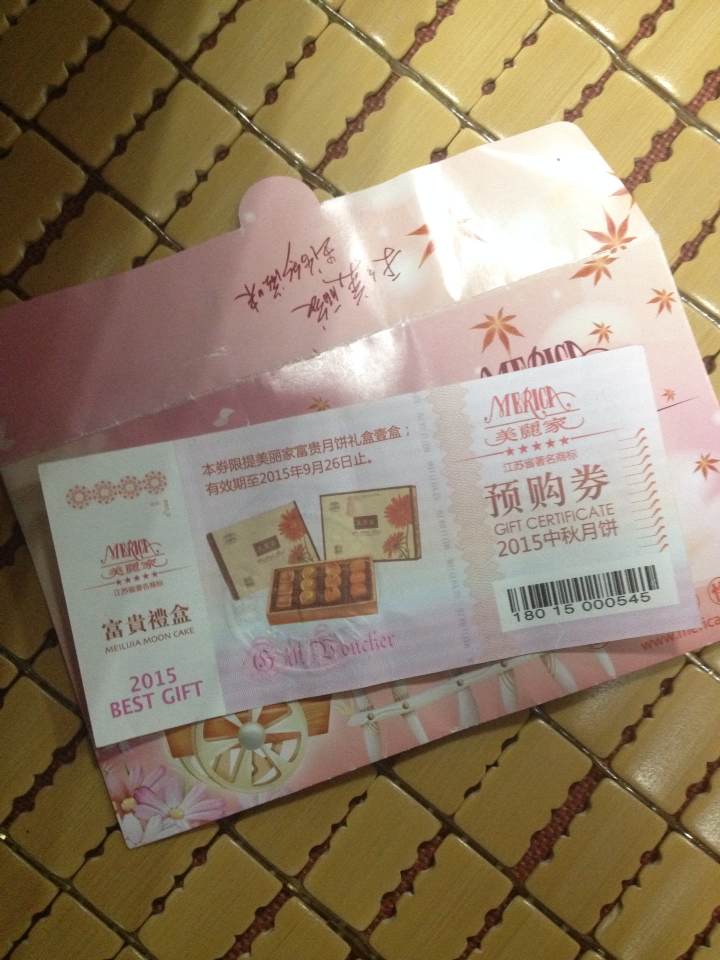 MERICA
本券限提美丽家富贵月饼礼盒壹盒；
有效期至2015年9月26日止。
Gift Voucher
MERICA
美麗家
★★★★★
江苏省著名商标
富貴禮盒
MEILIJIA MOON CAKE
2015
BEST GIFT
MERICA
美麗家
★★★★★
江苏省著名商标
预购券
GIFT CERTIFICATE
2015中秋月饼
180 15 000545
www.merica